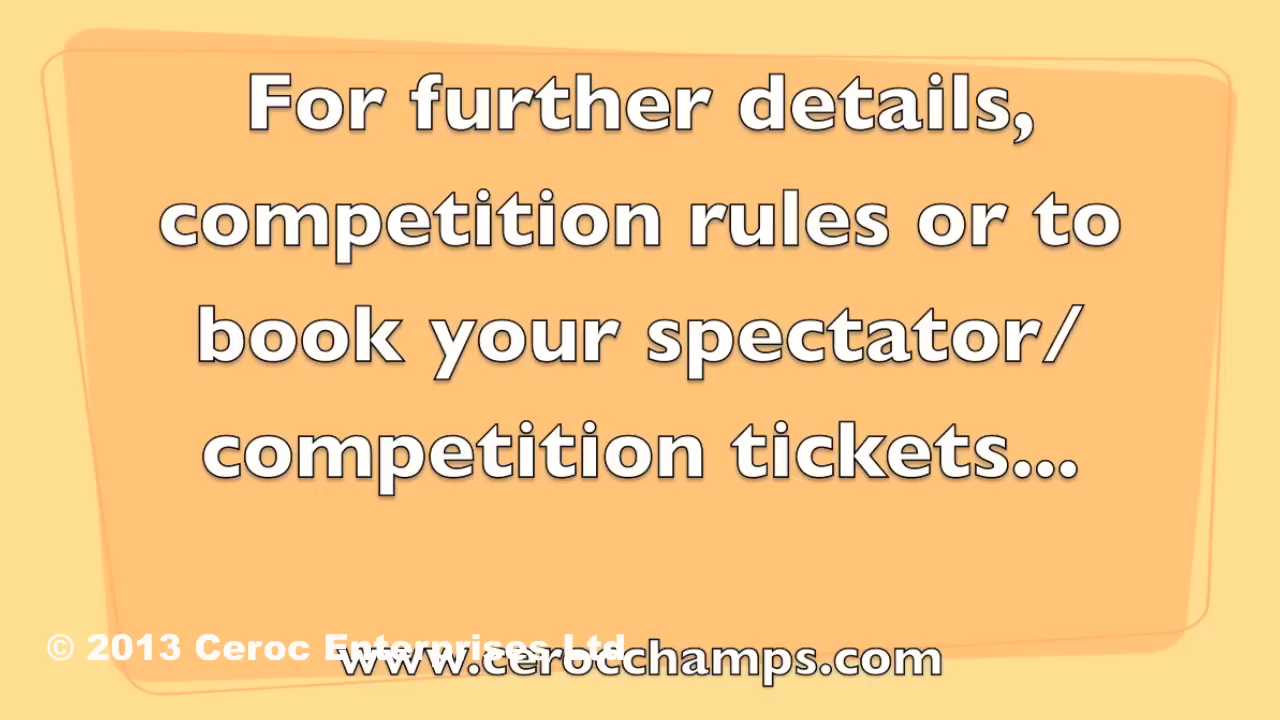 For further details,
competition rules or to
book your spectator/
competition tickets...
© 2013 Ceroc Enterprises Ltd
www.cerocchamps.com